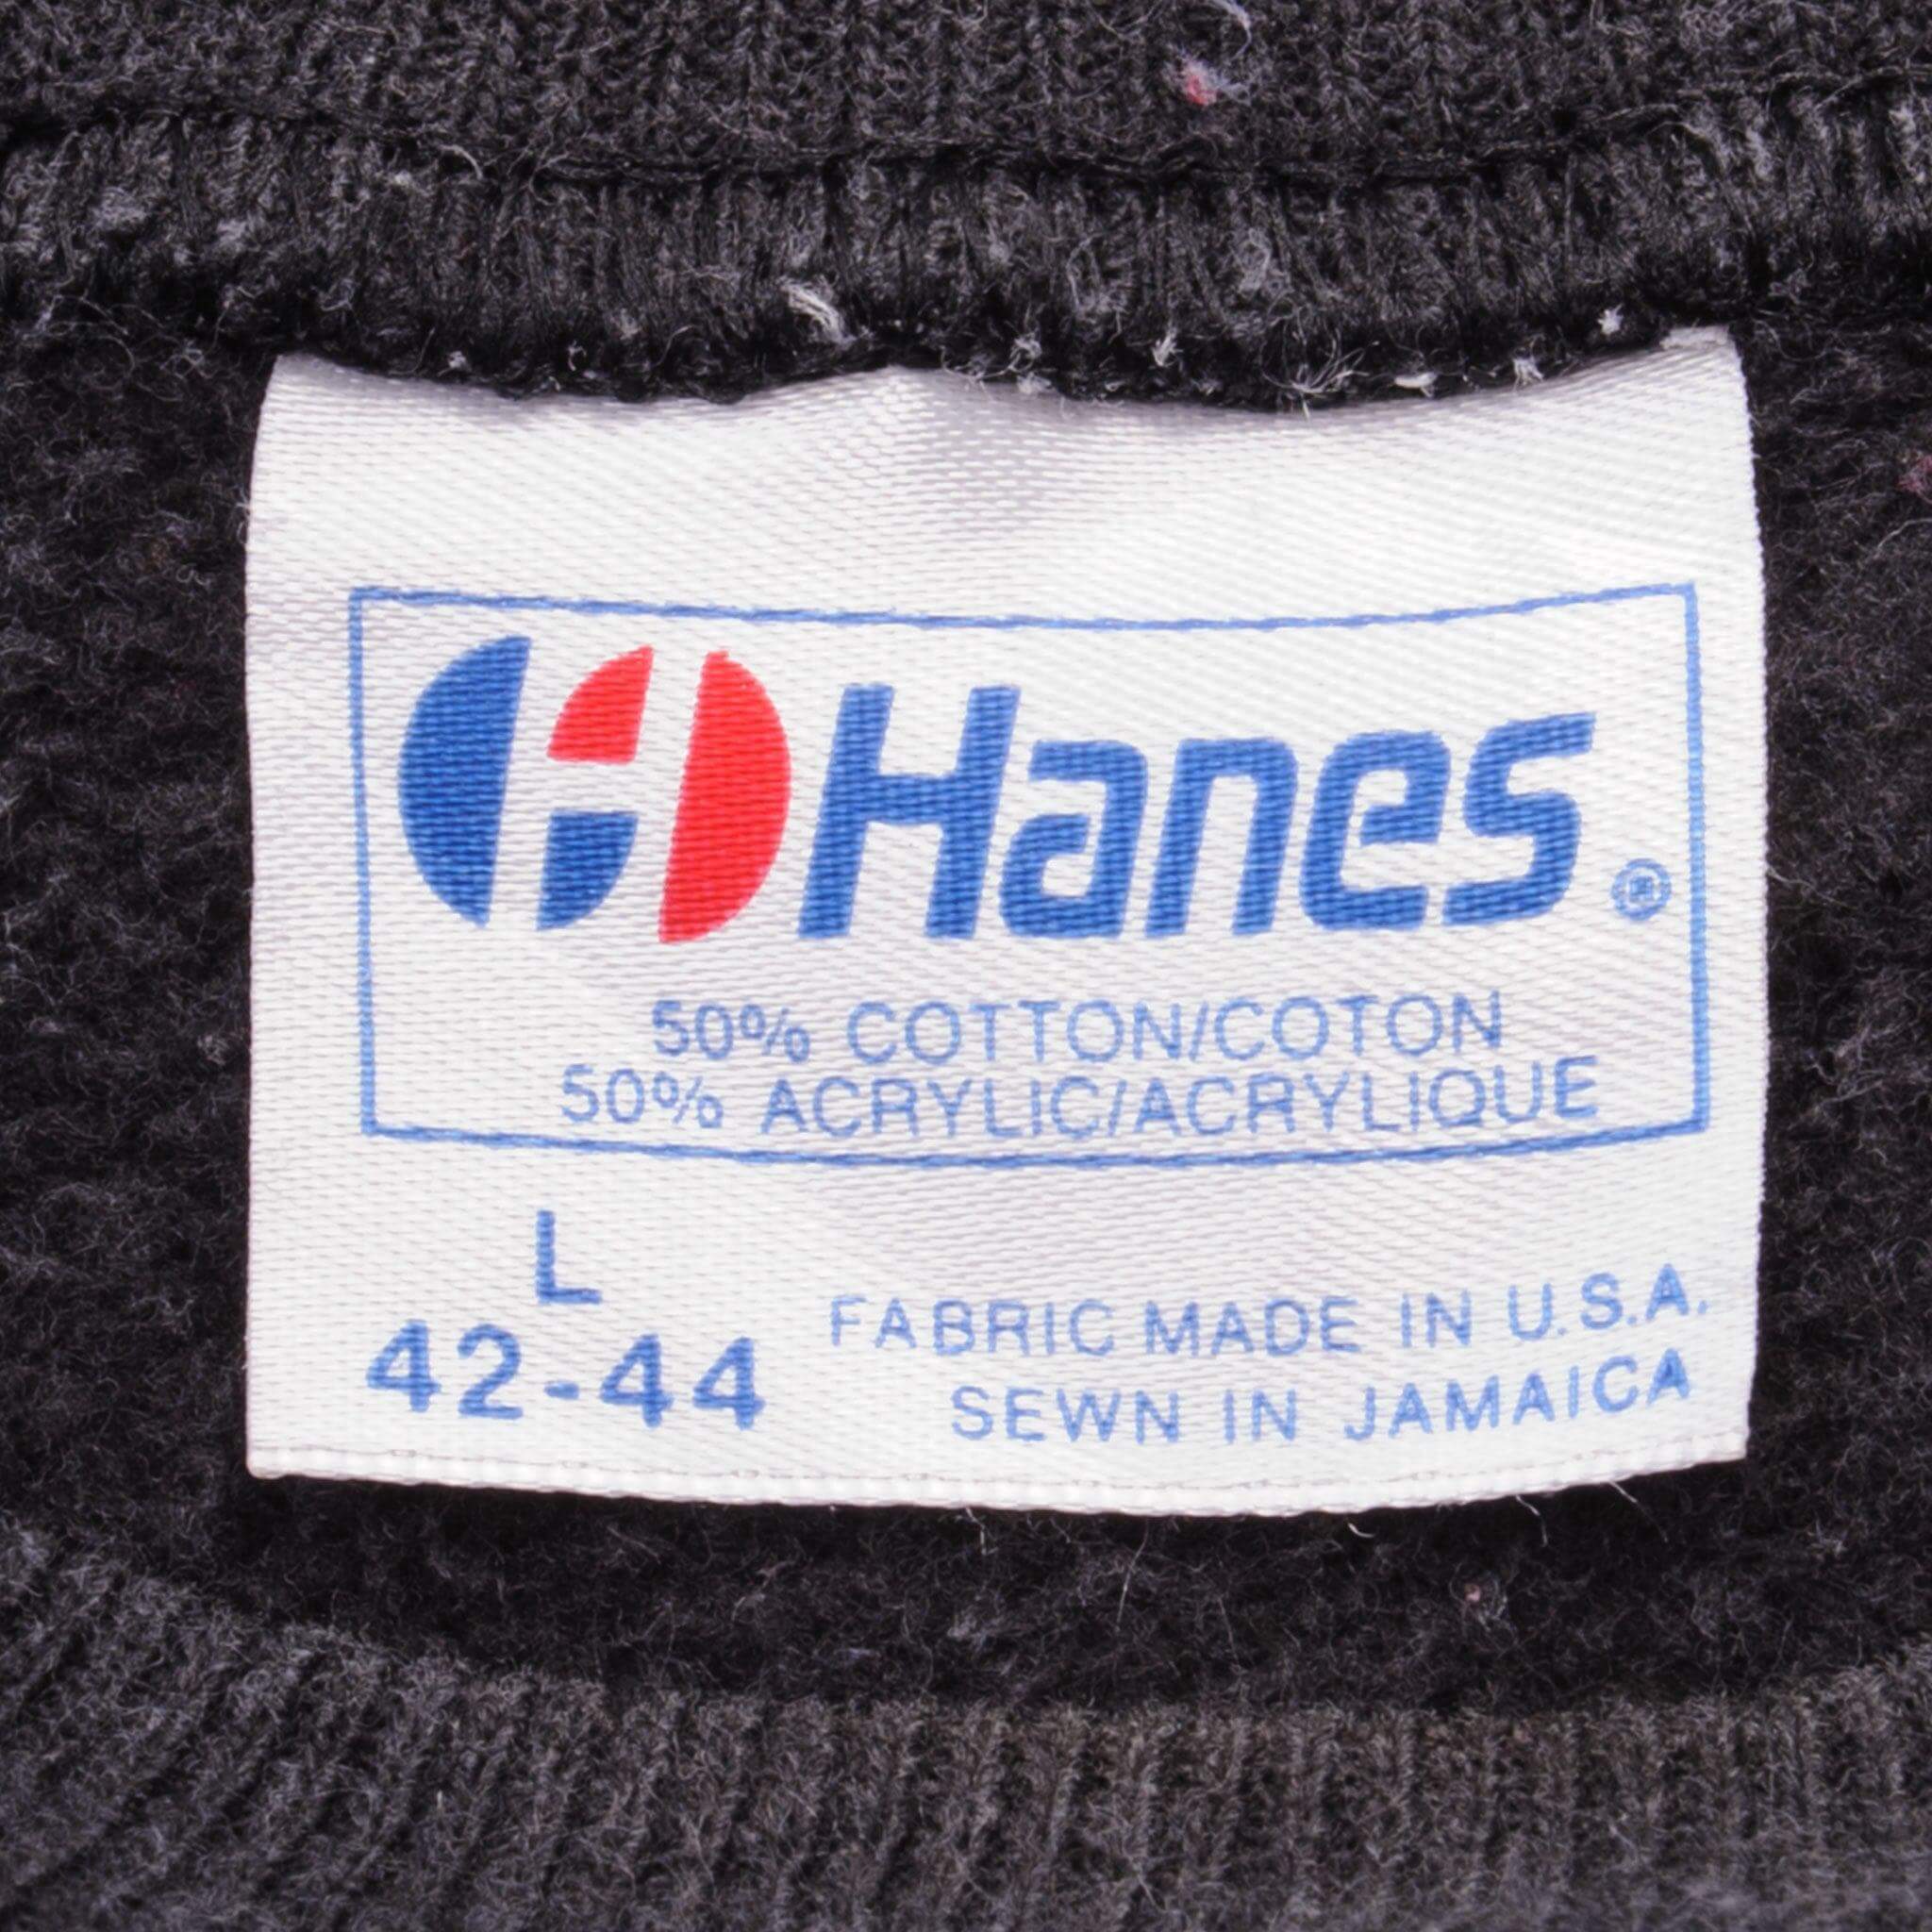 Hanes®
50% COTTON/COTON
50% ACRYLIC/ACRYLIQUE
L
42-44
FABRIC MADE IN U.S.A.
SEWN IN JAMAICA